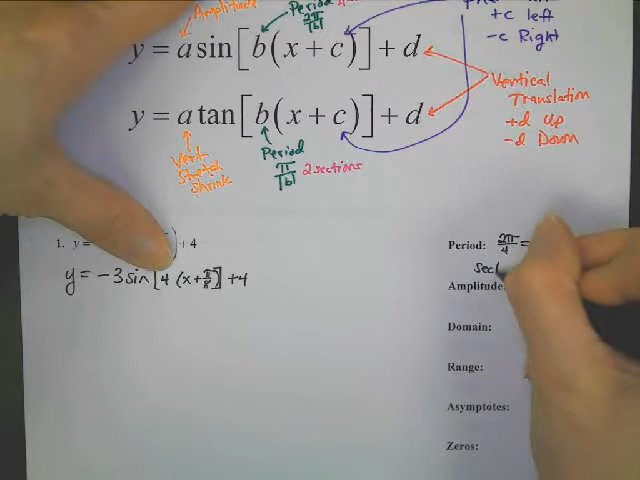 Amplitude Period 2π/|b|
+c left
-c Right
y = a sin[b(x + c)] + d
Vertical
Translation
+d Up
-d Down
y = a tan[b(x + c)] + d
Vert
Stretch
Shrink
Period
π/|b| 2 sections
1. y = + 4
y = -3 sin[4(x+π/8)] +4
Period: 2π/4 =
Amplitude:
Domain:
Range:
Asymptotes:
Zeros: